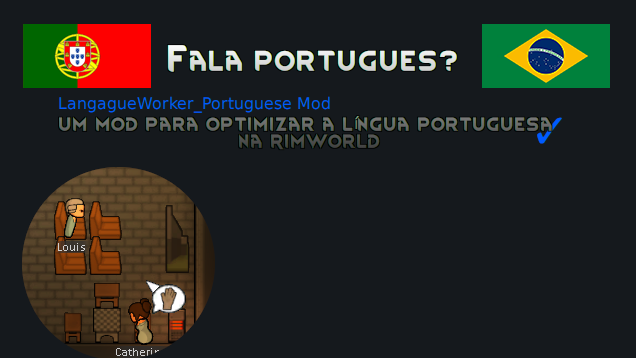 FALA PORTUGUES?
LangagueWorker_Portuguese Mod
UM MOD PARA OPTIMIZAR A LÍNGUA PORTUGUESA
NA RIMWORLD
Louis
Catherin